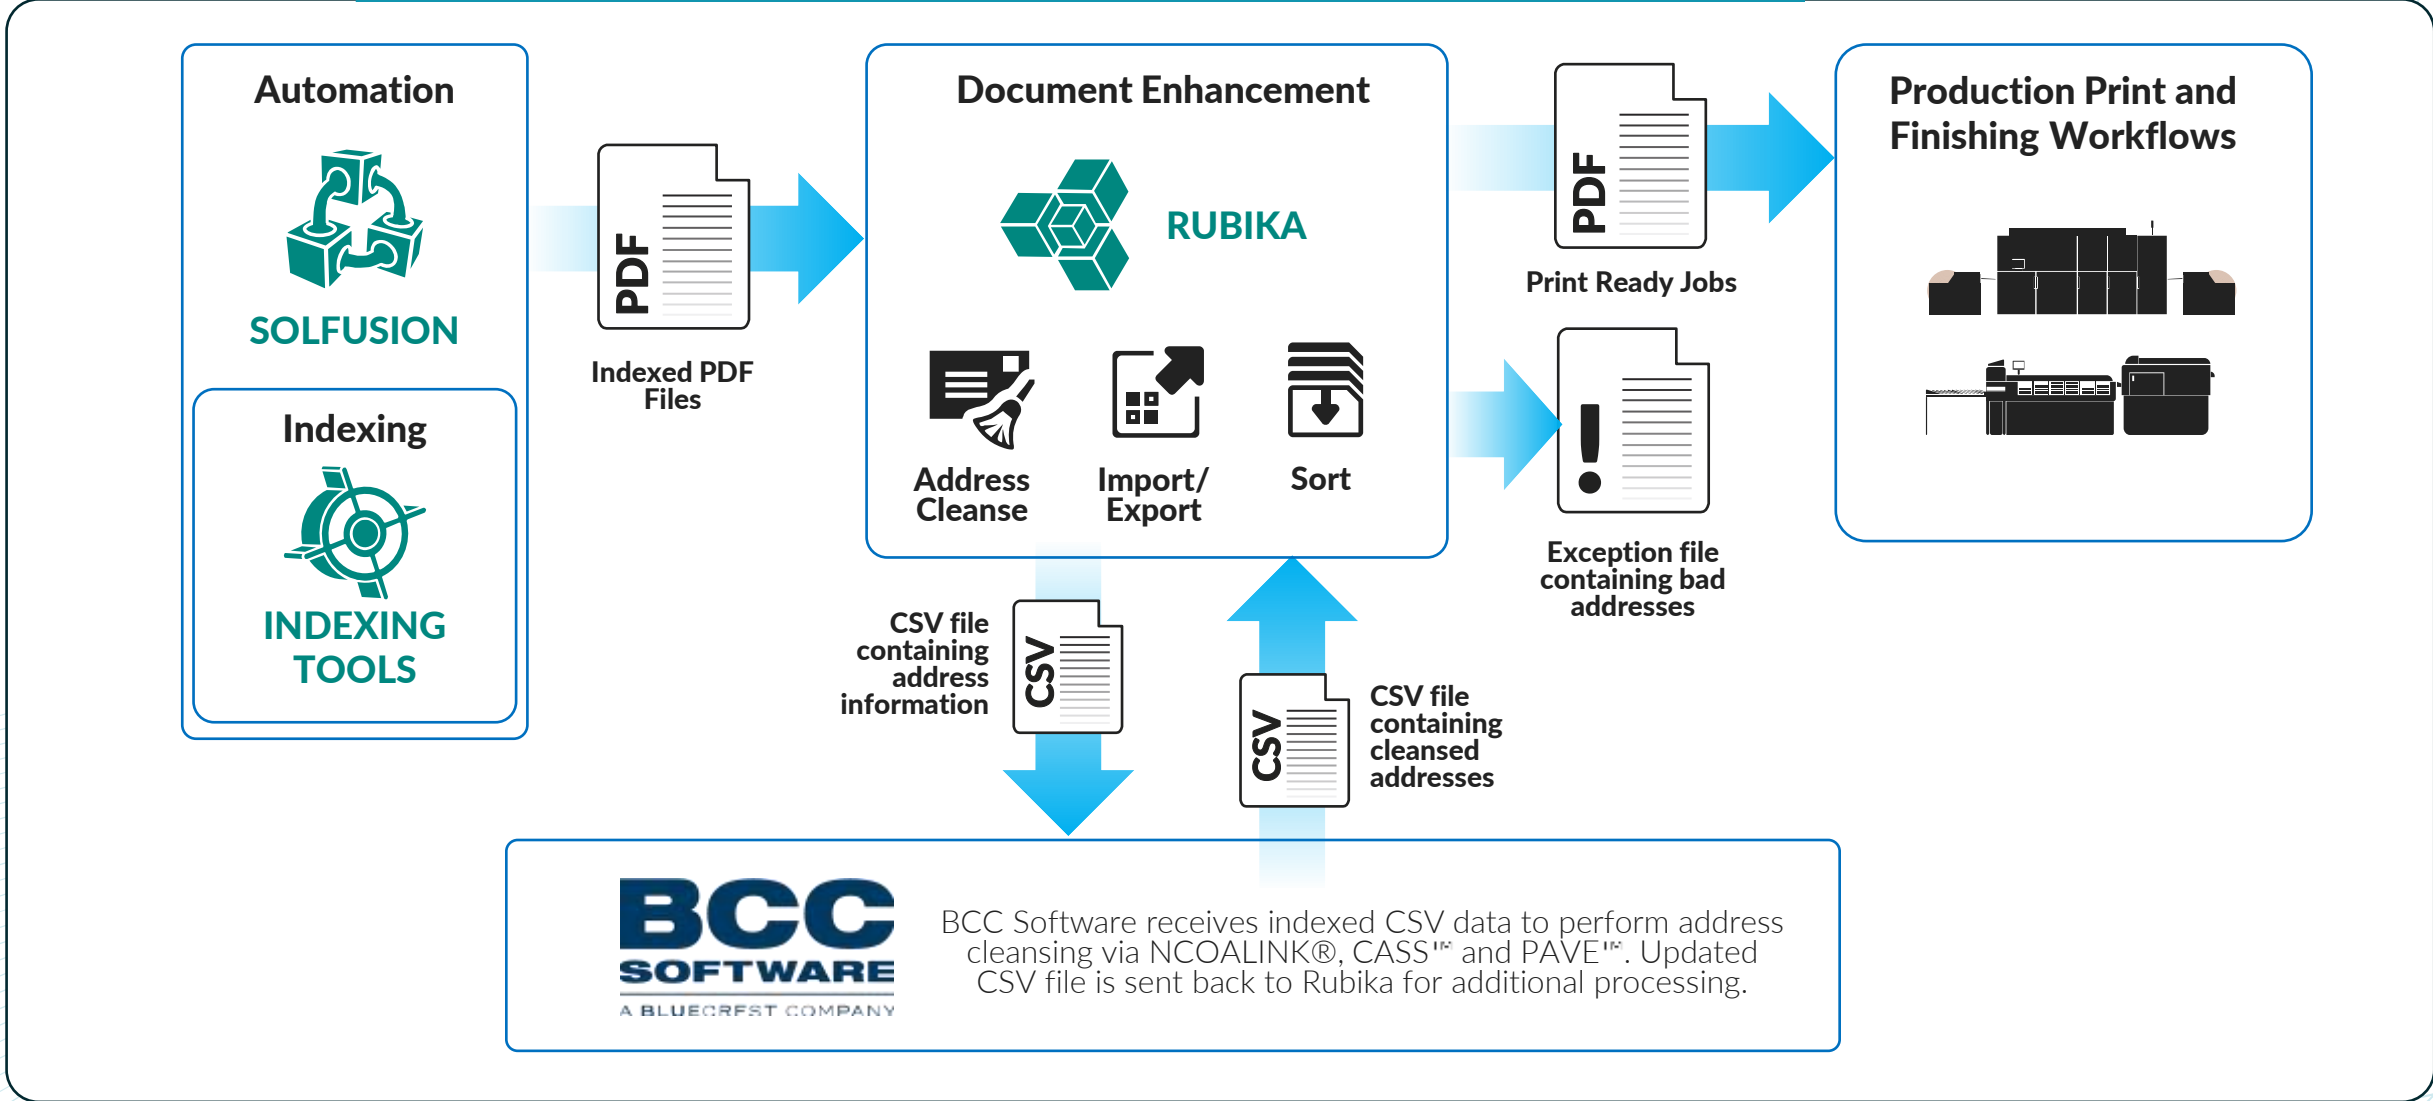 Automation
SOLFUSION
Indexing
INDEXING
TOOLS
PDF
Indexed PDF
Files
Document Enhancement
RUBIKA
Address
Cleanse
Import/
Export
Sort
PDF
Print Ready Jobs
Exception file
containing bad
addresses
Production Print and
Finishing Workflows
CSV file
containing
address
information
CSV
CSV
CSV file
containing
cleansed
addresses
BCC
SOFTWARE
A BLUECREST COMPANY
BCC Software receives indexed CSV data to perform address
cleansing via NCOALINK®, CASS™ and PAVE™. Updated
CSV file is sent back to Rubika for additional processing.